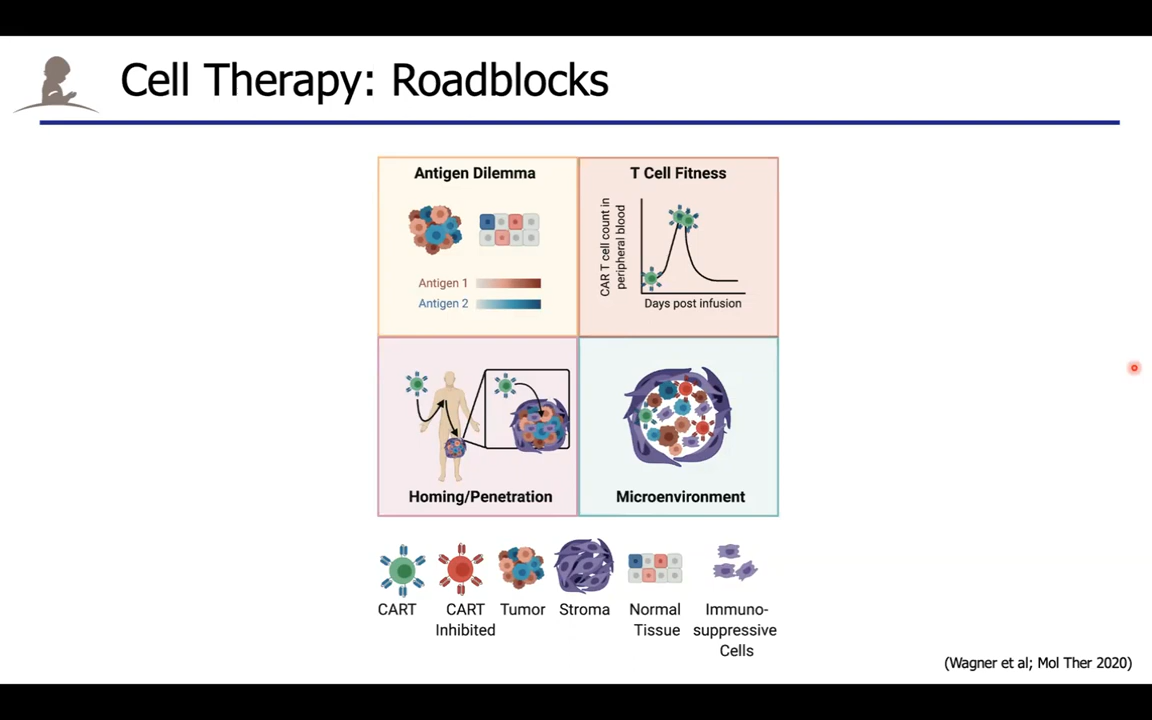 Cell Therapy: Roadblocks
Antigen Dilemma
Antigen 1
Antigen 2
T Cell Fitness
CAR T cell count in
peripheral blood
Days post infusion
Homing/Penetration
Microenvironment
CART
CART
Inhibited
Tumor
Stroma
Normal
Tissue
Immuno-
suppressive
Cells
(Wagner et al; Mol Ther 2020)